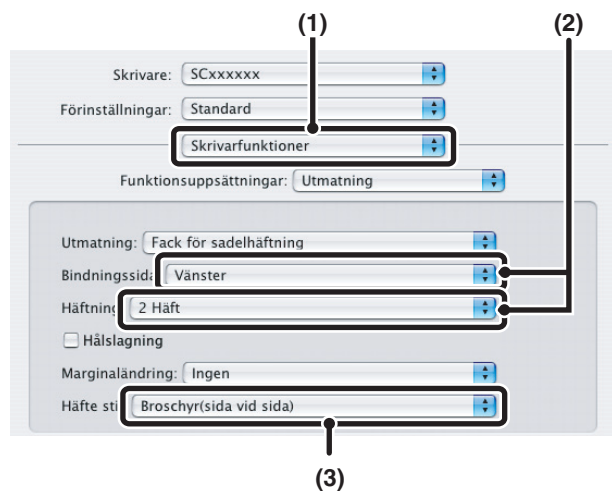 (1) (2)
Skrivare: SCxxxxxx
Förinställningar: Standard
Skrivarfunktioner
Funktionsuppsättningar: Utmatning
Utmatning: Fack för sadelhäftning
Bindningssida Vänster
Häftning 2 Häft
Hålslagning
Marginaländring: Ingen
Häfte sti Broschyr(sida vid sida)
(3)